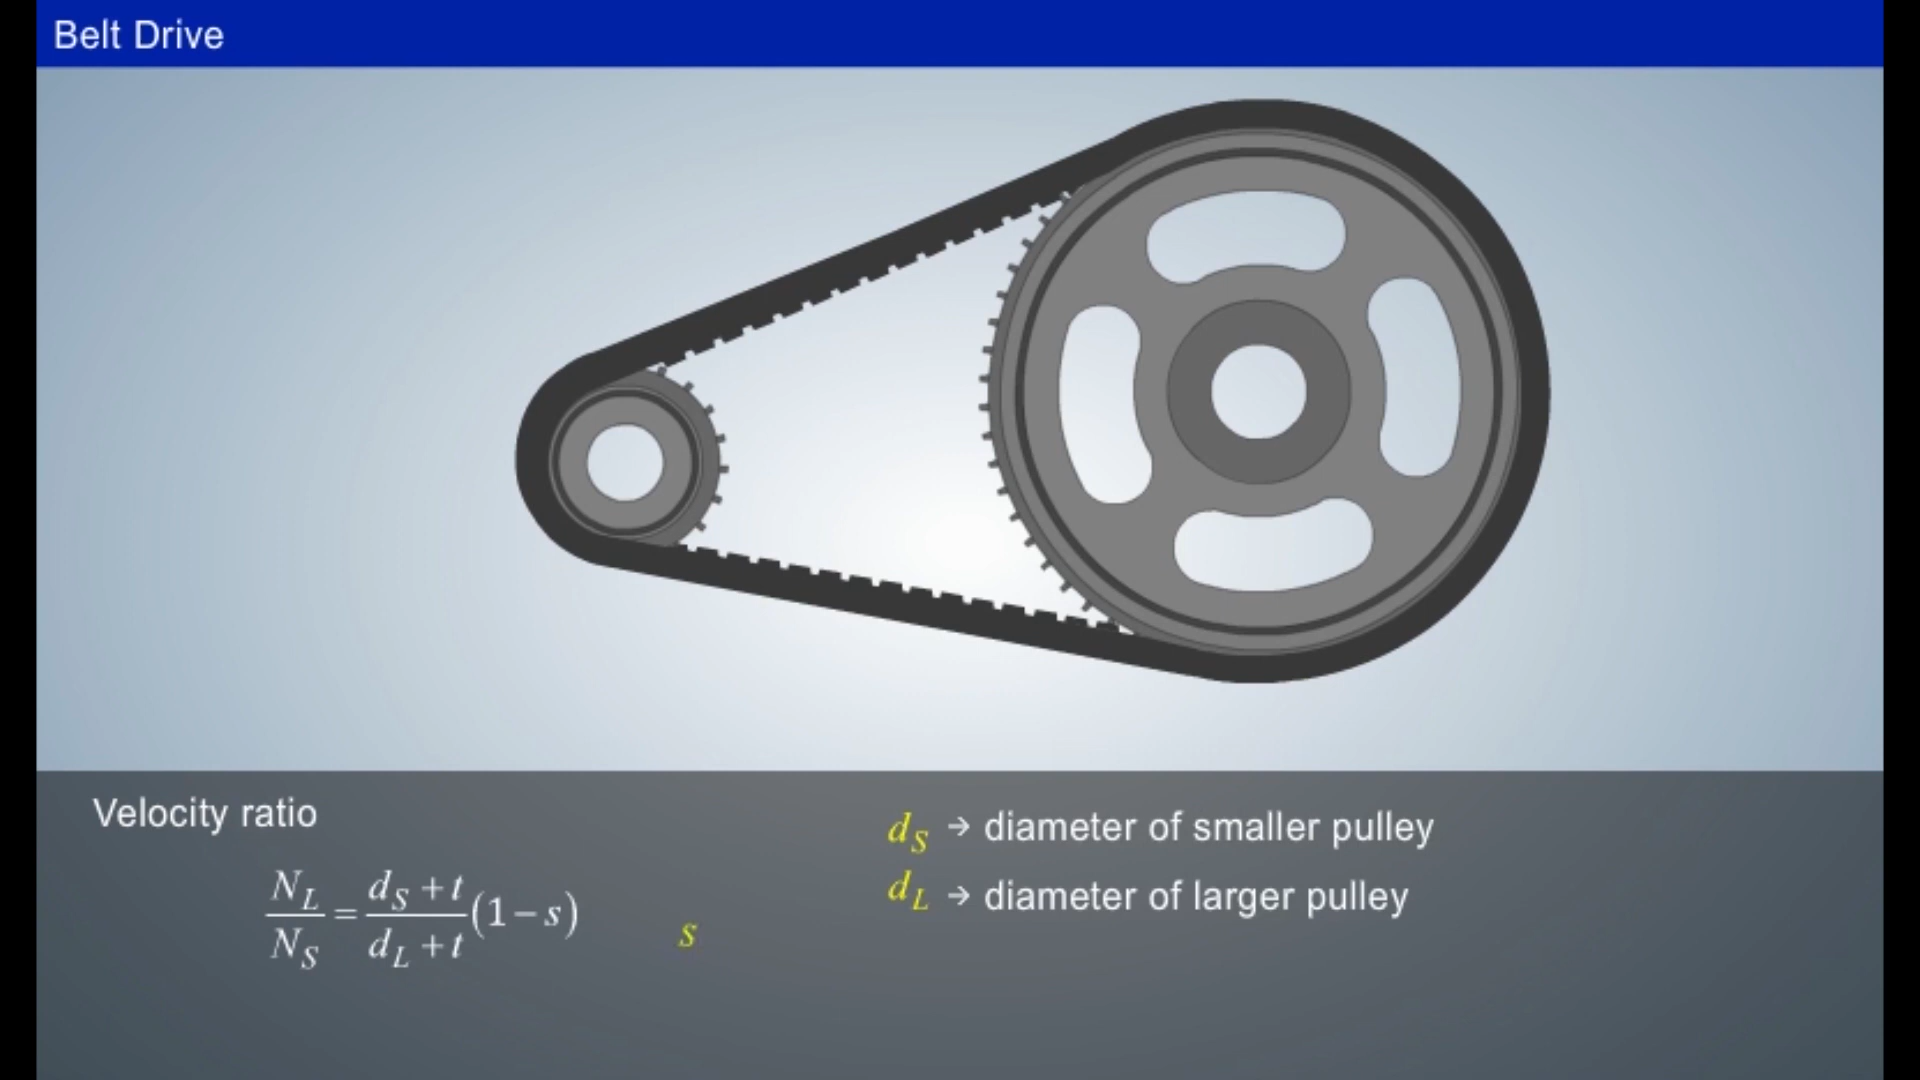 Belt Drive
Velocity ratio
N_L/N_S = (d_S + t)/(d_L + t) (1 − s)
s
d_S → diameter of smaller pulley
d_L → diameter of larger pulley